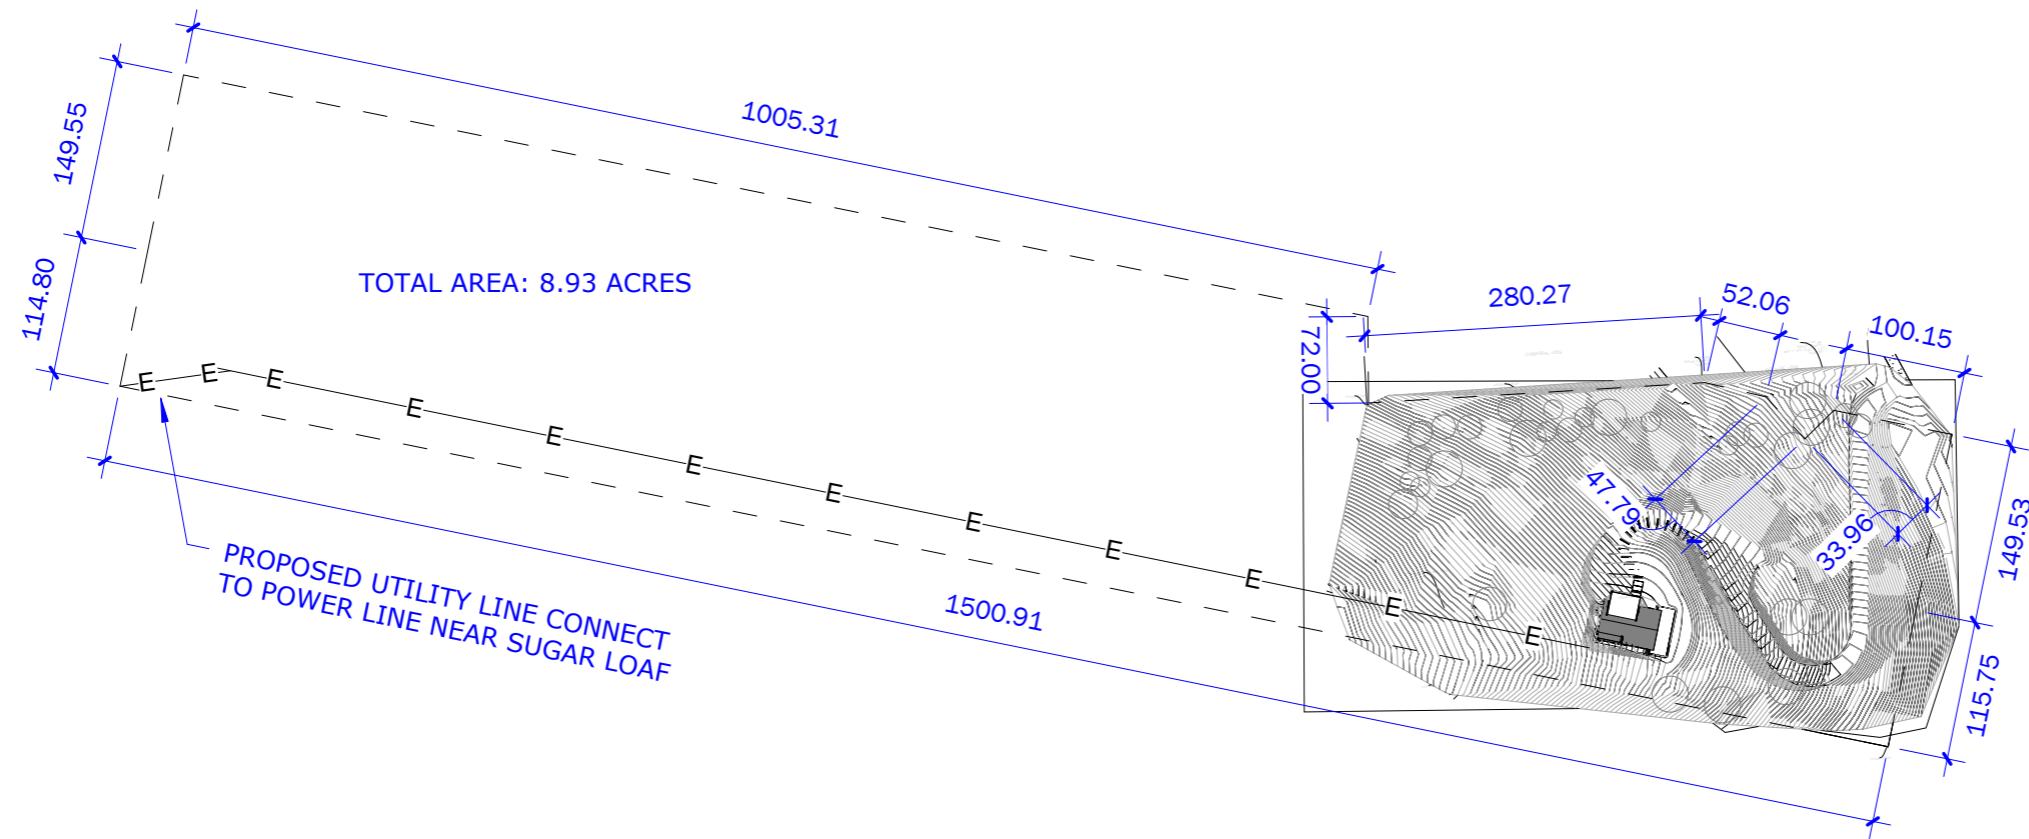 1005.31
149.55
114.80
TOTAL AREA: 8.93 ACRES
280.27
52.06
100.15
72.00
E
E
E
E
E
E
E
E
E
E
E
E
47.79
33.96
149.53
115.75
1500.91
PROPOSED UTILITY LINE CONNECT
TO POWER LINE NEAR SUGAR LOAF